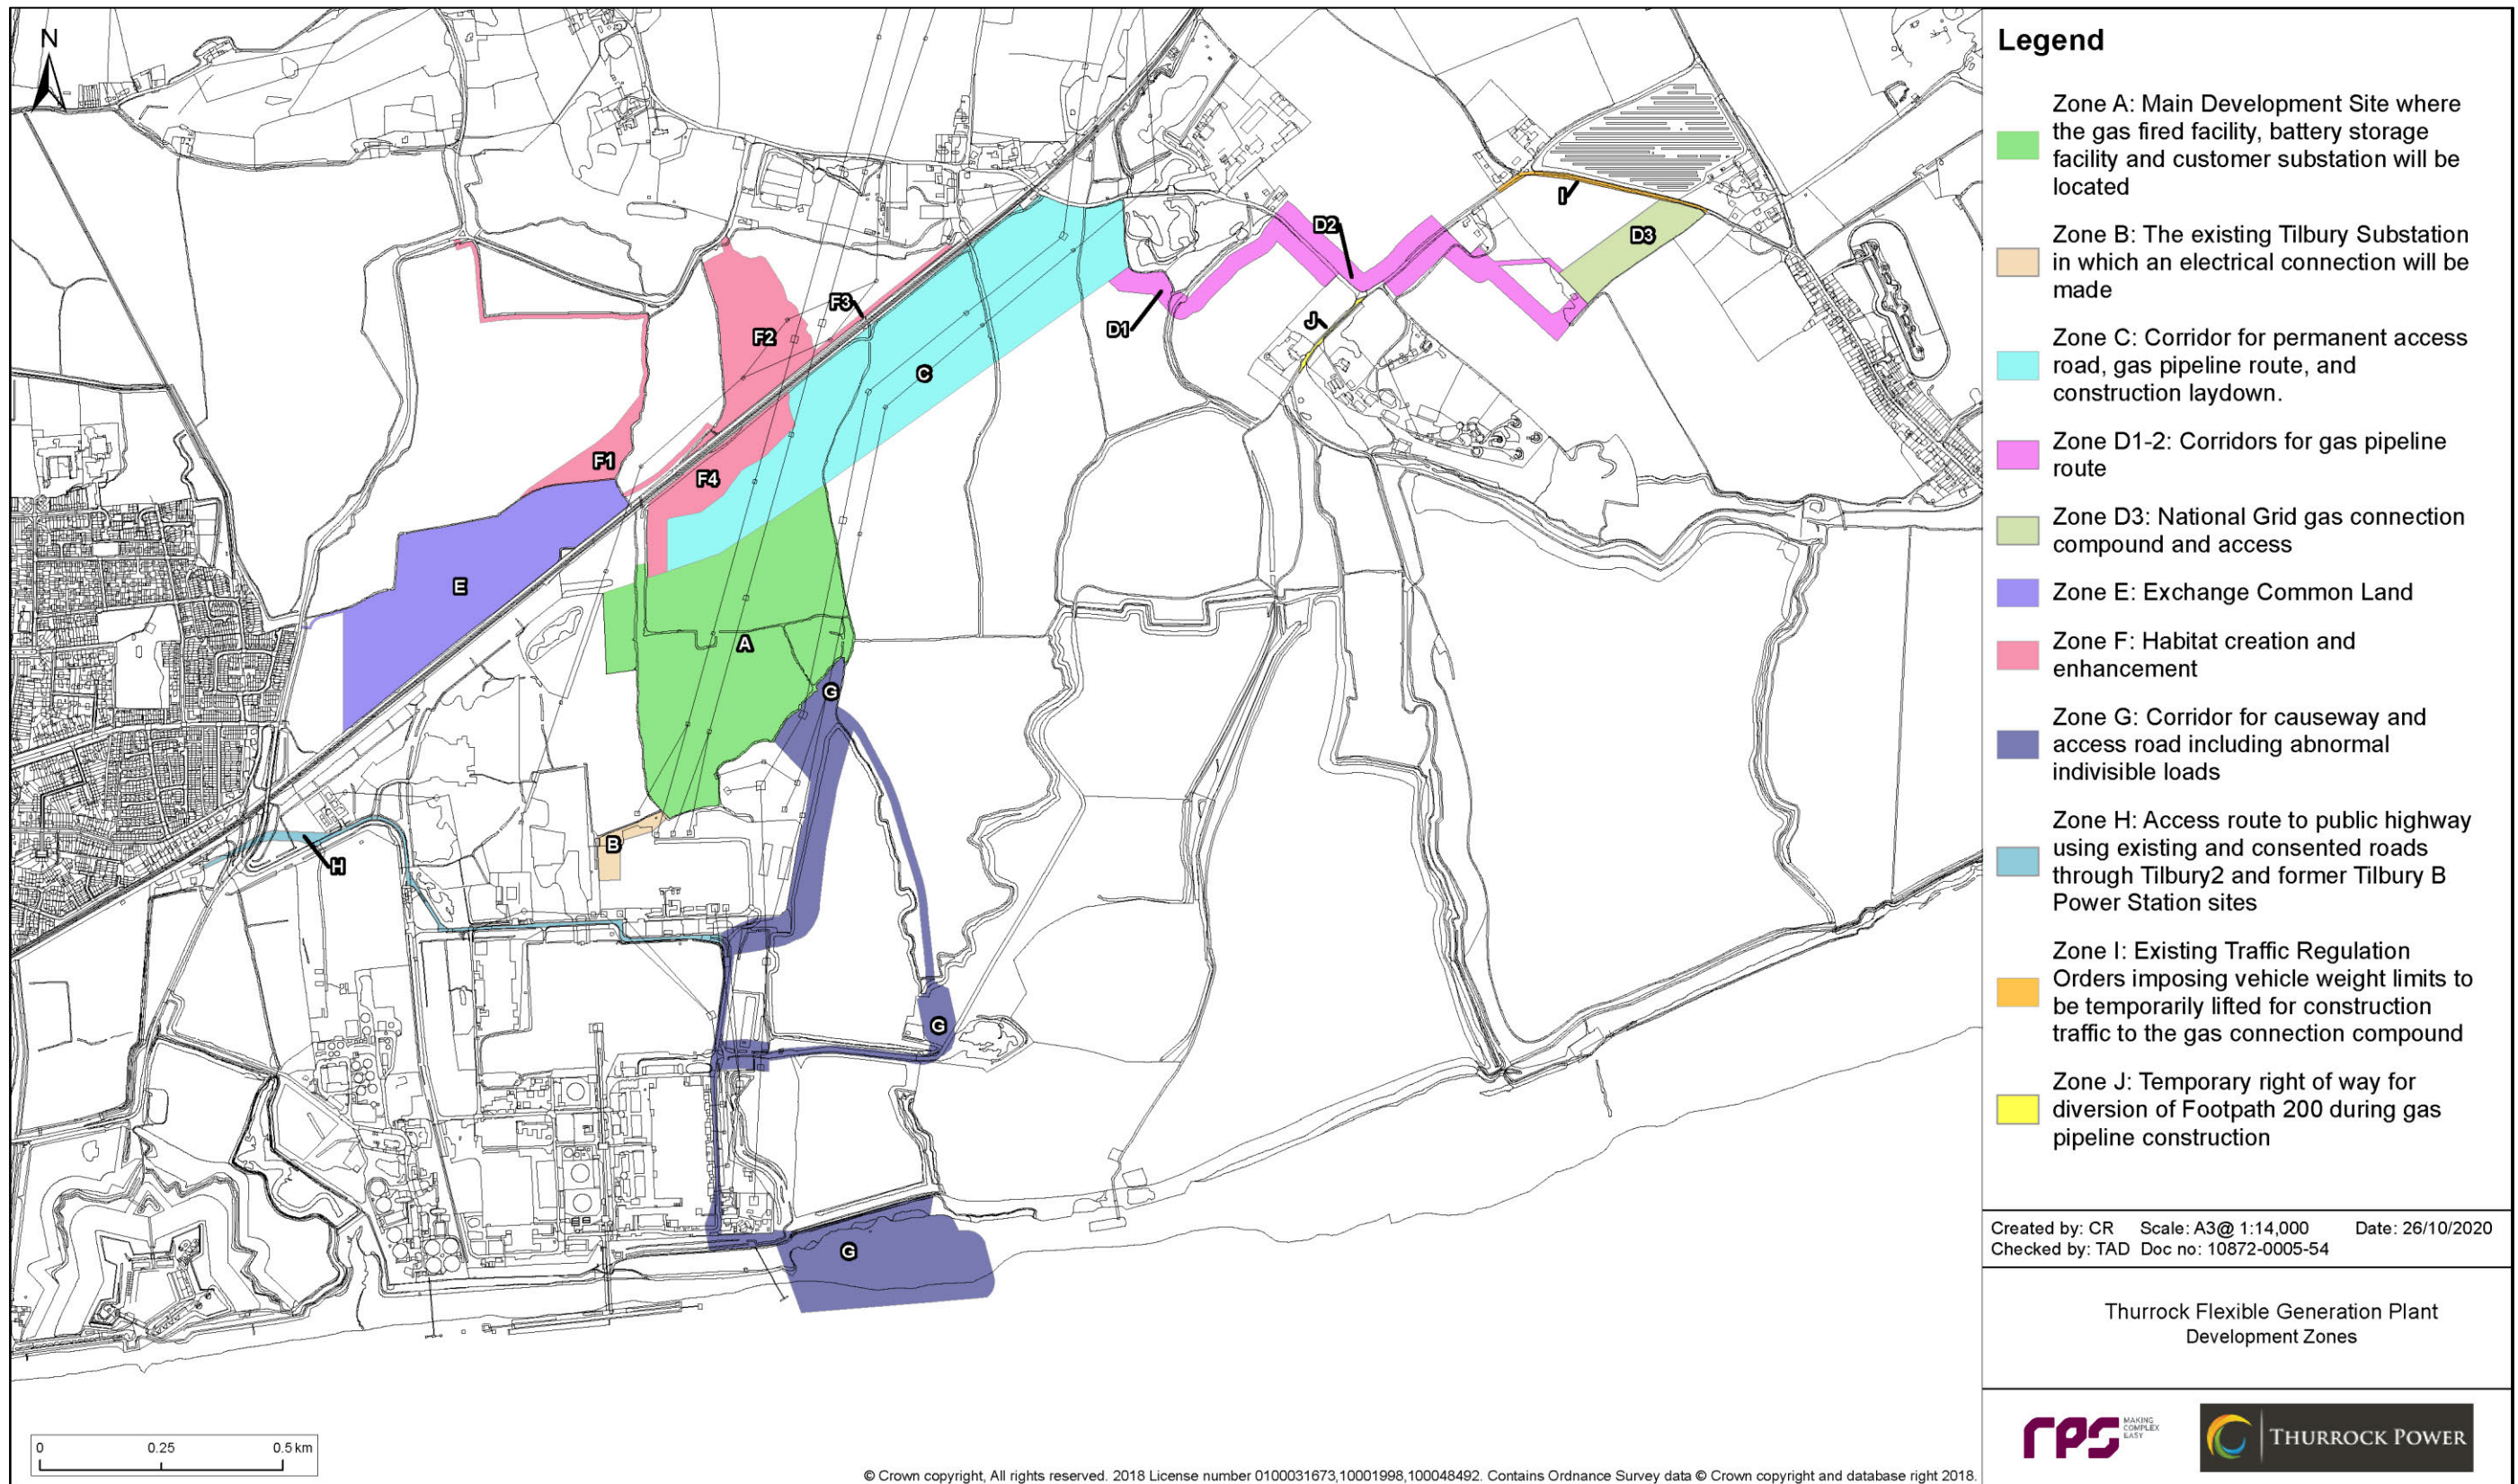 N
I
D3
D2
D1
J
F3
F2
C
F1
F4
E
A
G
B
H
G
G
0 0.25 0.5 km
Legend
Zone A: Main Development Site where
the gas fired facility, battery storage
facility and customer substation will be
located
Zone B: The existing Tilbury Substation
in which an electrical connection will be
made
Zone C: Corridor for permanent access
road, gas pipeline route, and
construction laydown.
Zone D1-2: Corridors for gas pipeline
route
Zone D3: National Grid gas connection
compound and access
Zone E: Exchange Common Land
Zone F: Habitat creation and
enhancement
Zone G: Corridor for causeway and
access road including abnormal
indivisible loads
Zone H: Access route to public highway
using existing and consented roads
through Tilbury2 and former Tilbury B
Power Station sites
Zone I: Existing Traffic Regulation
Orders imposing vehicle weight limits to
be temporarily lifted for construction
traffic to the gas connection compound
Zone J: Temporary right of way for
diversion of Footpath 200 during gas
pipeline construction
Created by: CR Scale: A3@ 1:14,000 Date: 26/10/2020
Checked by: TAD Doc no: 10872-0005-54
Thurrock Flexible Generation Plant
Development Zones
rps MAKING
COMPLEX
EASY
THURROCK POWER
© Crown copyright, All rights reserved. 2018 License number 0100031673,10001998,100048492. Contains Ordnance Survey data © Crown copyright and database right 2018.